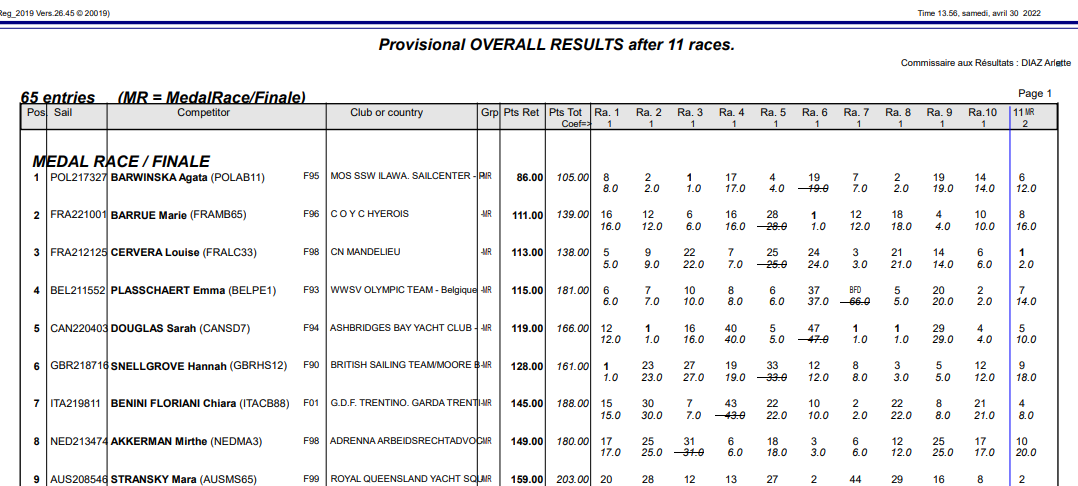 Reg_2019 Vers.26.45 © 20019) Time 13.56, samedi, avril 30 2022
Provisional OVERALL RESULTS after 11 races.
Commissaire aux Résultats : DIAZ Arlette
65 entries (MR = MedalRace/Finale) Page 1
Pos Sail Competitor Club or country Grp Pts Ret Pts Tot Ra. 1 Ra. 2 Ra. 3 Ra. 4 Ra. 5 Ra. 6 Ra. 7 Ra. 8 Ra. 9 Ra.10 11 MR
Coef=> 1 1 1 1 1 1 1 1 1 1 2
MEDAL RACE / FINALE
1 POL217327 BARWINSKA Agata (POLAB11) F95 MOS SSW ILAWA. SAILCENTER - MR 86.00 105.00 8 2 1 17 4 19 7 2 19 14 6
8.0 2.0 1.0 17.0 4.0 19.0 7.0 2.0 19.0 14.0 12.0
2 FRA221001 BARRUE Marie (FRAMB65) F96 C O Y C HYEROIS -MR 111.00 139.00 16 12 6 16 28 1 12 18 4 10 8
16.0 12.0 6.0 16.0 28.0 1.0 12.0 18.0 4.0 10.0 16.0
3 FRA212125 CERVERA Louise (FRALC33) F98 CN MANDELIEU -MR 113.00 138.00 5 9 22 7 25 24 3 21 14 6 1
5.0 9.0 22.0 7.0 25.0 24.0 3.0 21.0 14.0 6.0 2.0
4 BEL211552 PLASSCHAERT Emma (BELPE1) F93 WWSV OLYMPIC TEAM - Belgique -MR 115.00 181.00 6 7 10 8 6 37 BFD 5 20 2 7
6.0 7.0 10.0 8.0 6.0 37.0 66.0 5.0 20.0 2.0 14.0
5 CAN220403 DOUGLAS Sarah (CANSD7) F94 ASHBRIDGES BAY YACHT CLUB - -MR 119.00 166.00 12 1 16 40 5 47 1 1 29 4 5
12.0 1.0 16.0 40.0 5.0 47.0 1.0 1.0 29.0 4.0 10.0
6 GBR218716 SNELLGROVE Hannah (GBRHS12) F90 BRITISH SAILING TEAM/MOORE B -MR 128.00 161.00 1 23 27 19 33 12 8 3 5 12 9
1.0 23.0 27.0 19.0 33.0 12.0 8.0 3.0 5.0 12.0 18.0
7 ITA219811 BENINI FLORIANI Chiara (ITACB88) F01 G.D.F. TRENTINO. GARDA TRENTI -MR 145.00 188.00 15 30 7 43 22 10 2 22 8 21 4
15.0 30.0 7.0 43.0 22.0 10.0 2.0 22.0 8.0 21.0 8.0
8 NED213474 AKKERMAN Mirthe (NEDMA3) F98 ADRENNA ARBEIDSRECHTADVOC -MR 149.00 180.00 17 25 31 6 18 3 6 12 25 17 10
17.0 25.0 31.0 6.0 18.0 3.0 6.0 12.0 25.0 17.0 20.0
9 AUS208546 STRANSKY Mara (AUSMS65) F99 ROYAL QUEENSLAND YACHT SQU -MR 159.00 203.00 20 28 12 13 27 2 44 29 16 8 2